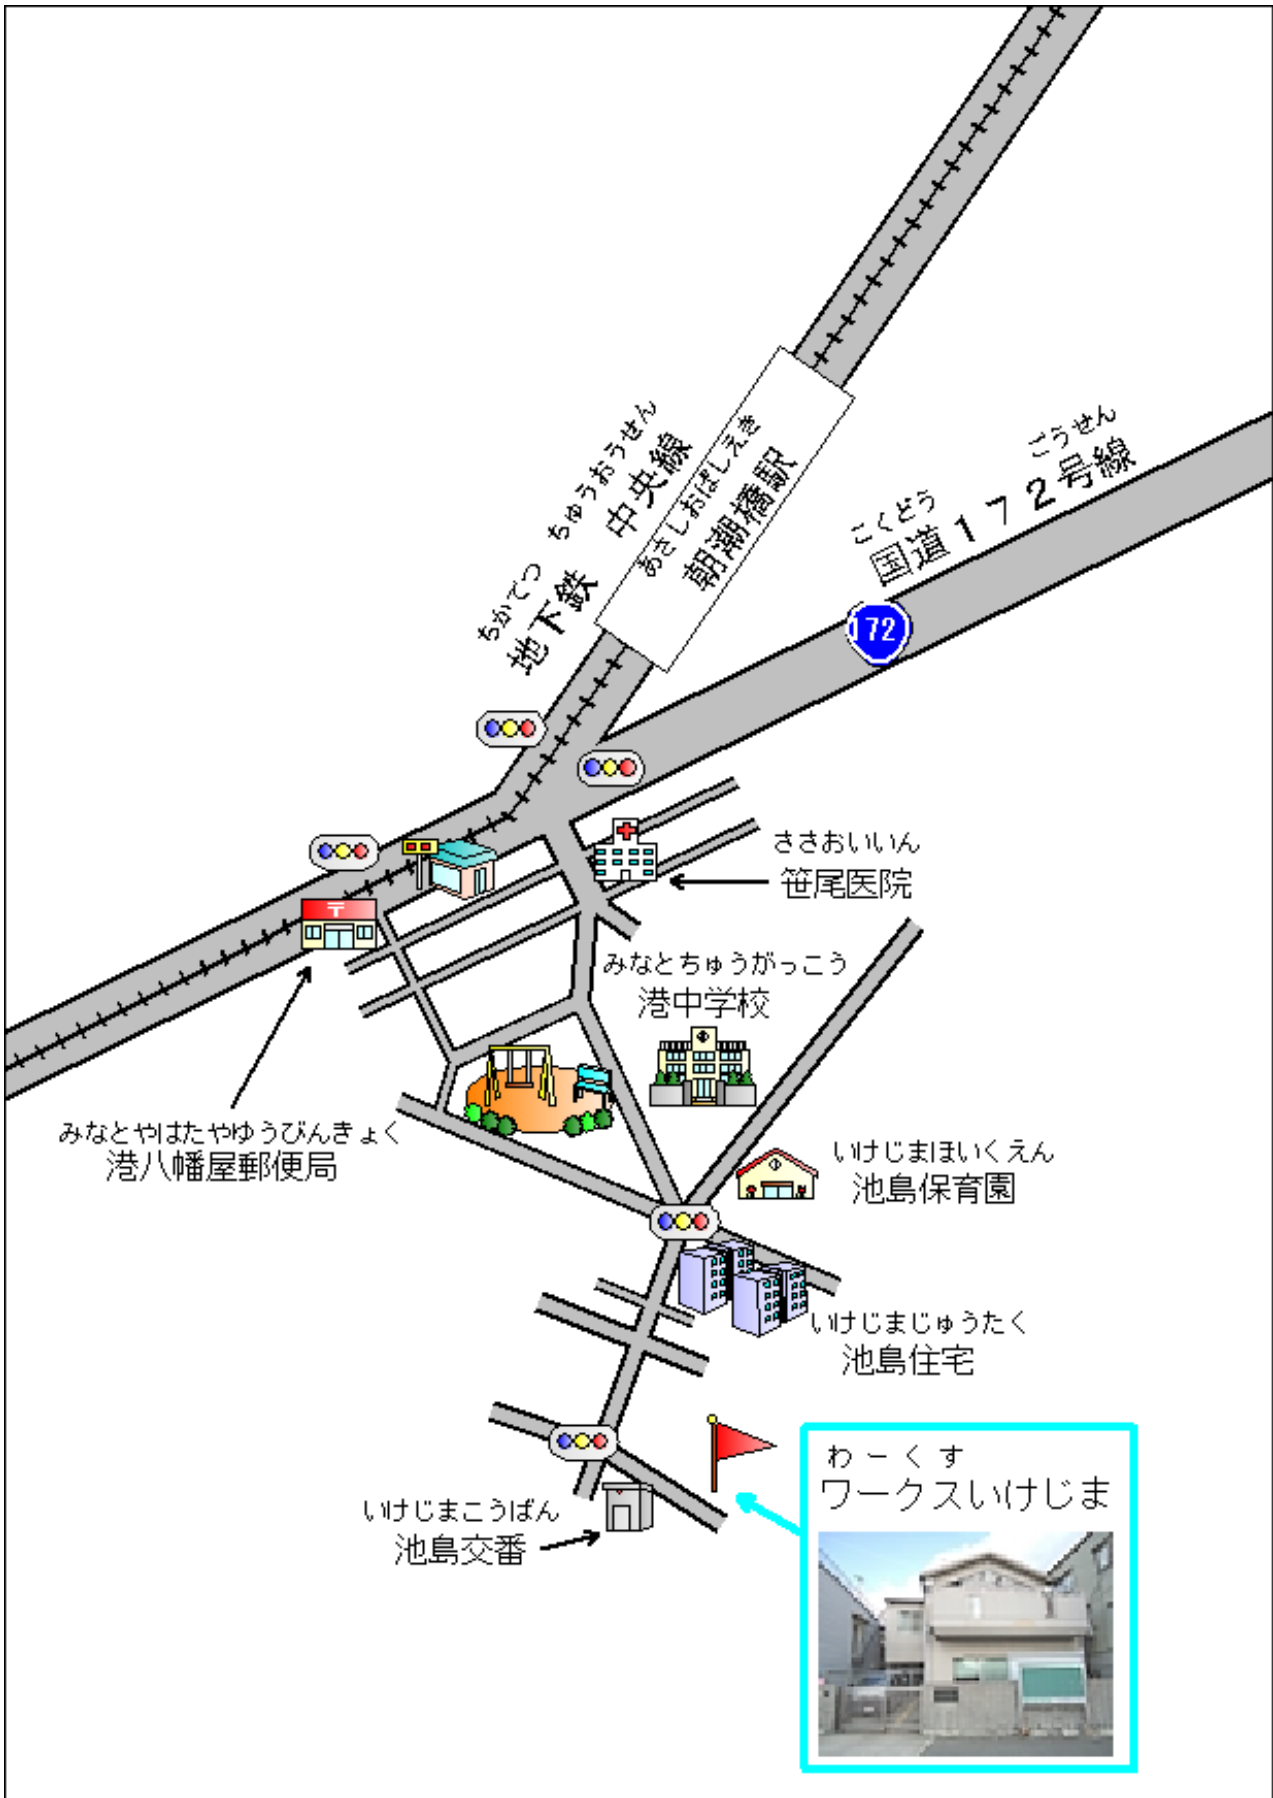 ちかてつ ちゅうおうせん
地下鉄 中央線
あさしおばしえき
朝潮橋駅
こくどう ごうせん
国道172号線
172
ささおいいん
笹尾医院
みなとちゅうがっこう
港中学校
みなとやはたやゆうびんきょく
港八幡屋郵便局
いけじまほいくえん
池島保育園
いけじまじゅうたく
池島住宅
わーくす
ワークスいけじま
いけじまこうばん
池島交番